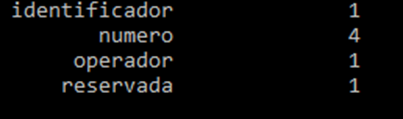 identificador 1
numero 4
operador 1
reservada 1